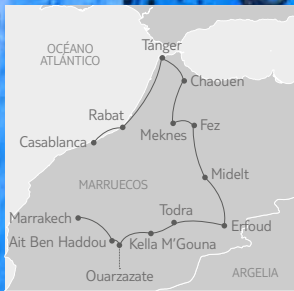 Tánger
OCÉANO
ATLÁNTICO
Chaouen
Rabat
Fez
Casablanca
Meknes
Midelt
MARRUECOS
Todra
Marrakech
Erfoud
Ait Ben Haddou
Kella M'Gouna
ARGELIA
Ouarzazate